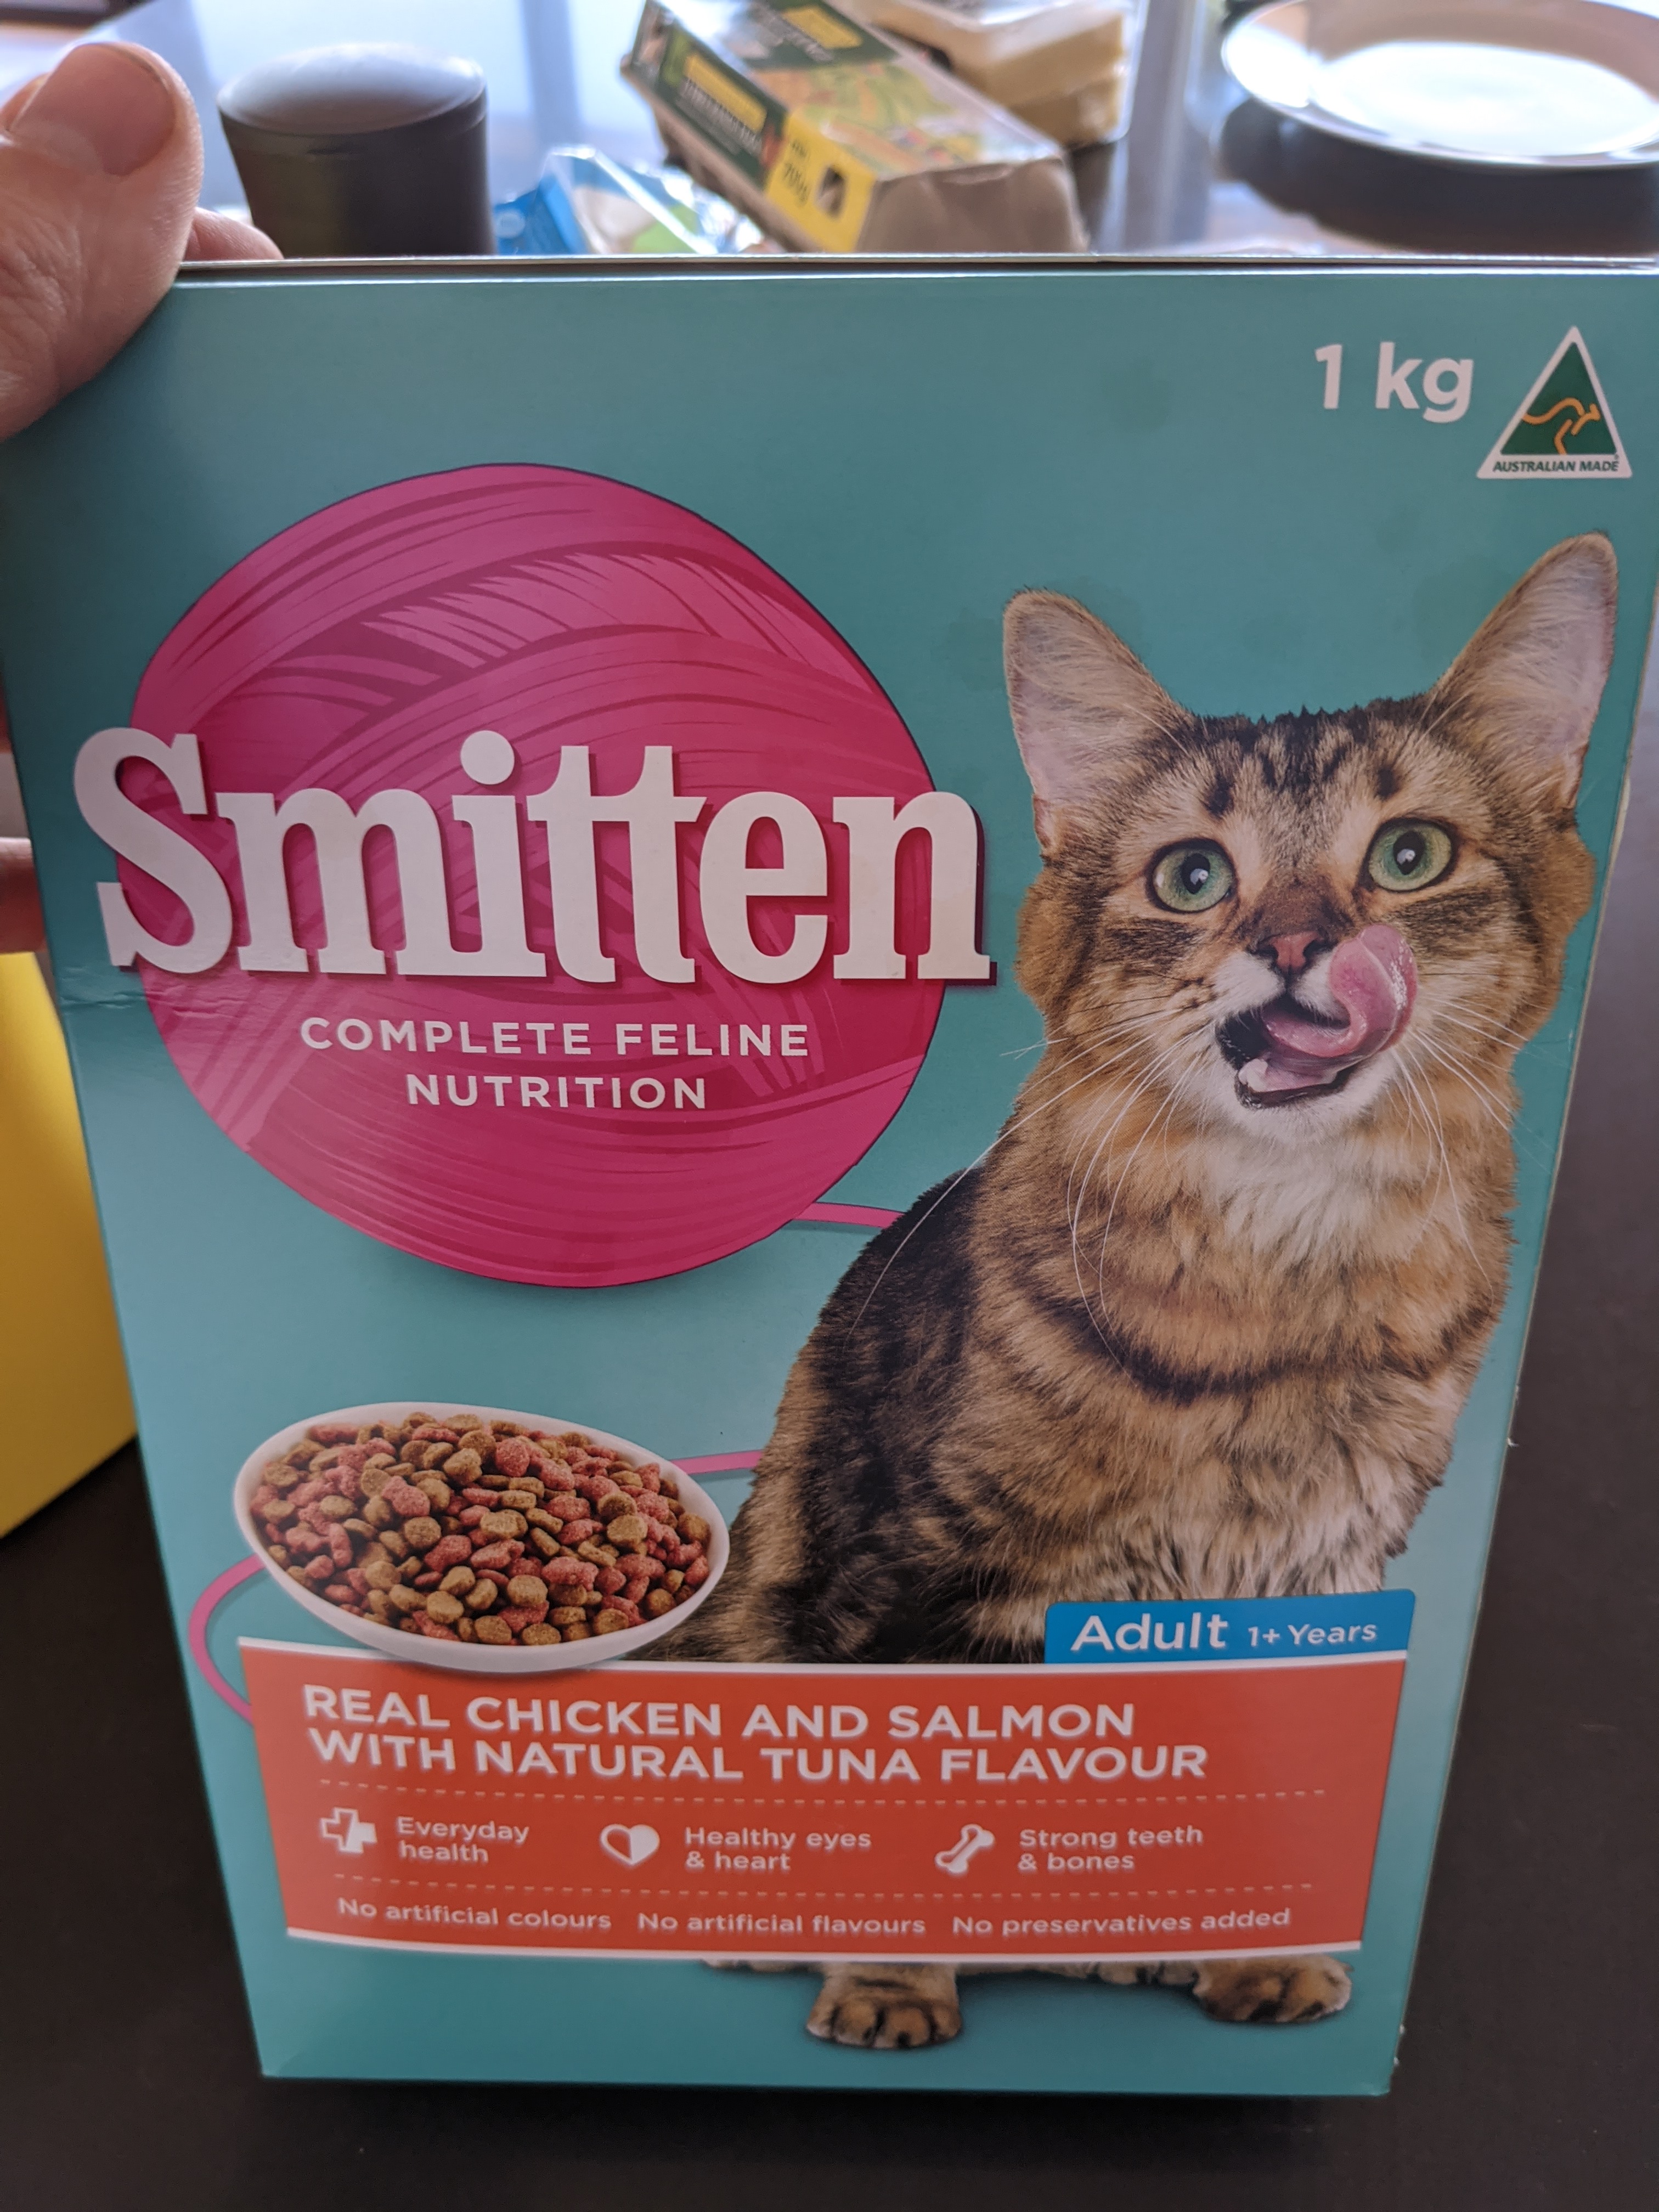 1 kg
AUSTRALIAN MADE
Smitten
COMPLETE FELINE
NUTRITION
Adult 1+ Years
REAL CHICKEN AND SALMON
WITH NATURAL TUNA FLAVOUR
Everyday
health
Healthy eyes
& heart
Strong teeth
& bones
No artificial colours No artificial flavours No preservatives added